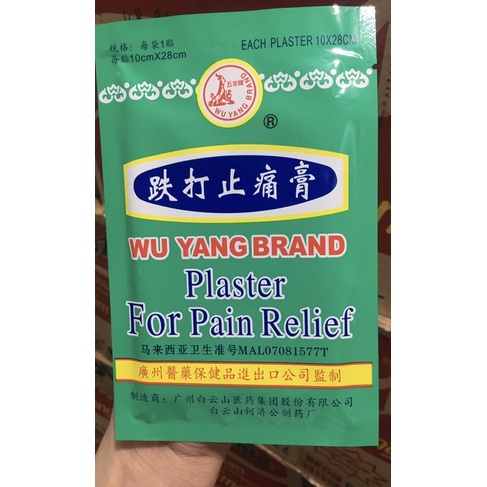 规格：每袋1贴
每贴10cmX28cm
EACH PLASTER 10X28CM
五羊牌
WU YANG BRAND
®
跌打止痛膏
WU YANG BRAND
Plaster
For Pain Relief
马来西亚卫生准号MAL07081577T
廣州醫藥保健品進出口公司監制
制造商：广州白云山医药集团股份有限公司
白云山何济公制药厂